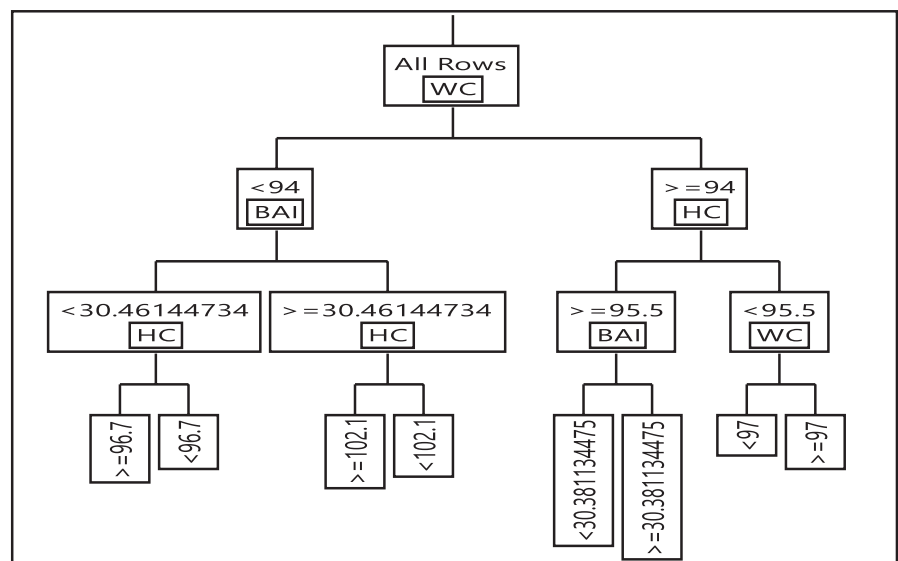 All Rows
WC
<94
BAI
>=94
HC
<30.46144734
HC
>=30.46144734
HC
>=95.5
BAI
<95.5
WC
>=96.7
<96.7
>=102.1
<102.1
<30.381134475
>=30.381134475
<97
>=97